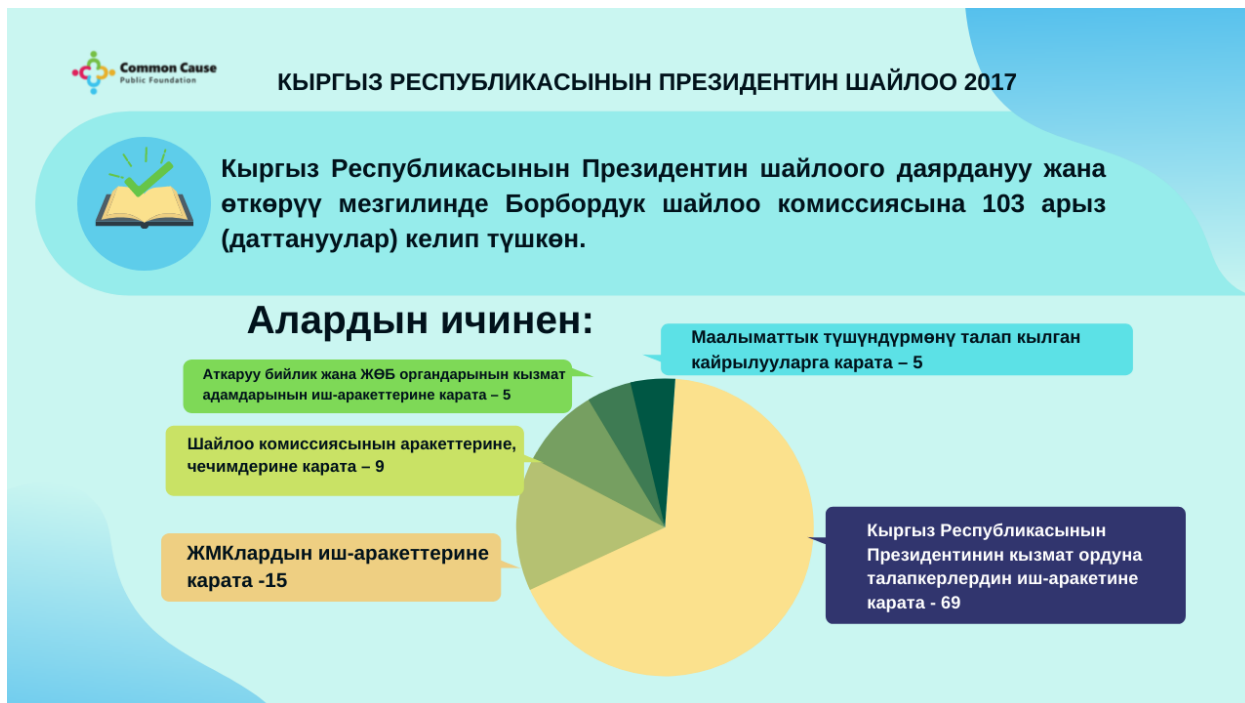 Common Cause
Public Foundation
КЫРГЫЗ РЕСПУБЛИКАСЫНЫН ПРЕЗИДЕНТИН ШАЙЛОО 2017
Кыргыз Республикасынын Президентин шайлоого даярдануу жана
өткөрүү мезгилинде Борбордук шайлоо комиссиясына 103 арыз
(даттануулар) келип түшкөн.
Алардын ичинен:
Маалыматтык түшүндүрмөнү талап кылган
кайрылууларга карата – 5
Аткаруу бийлик жана ЖӨБ органдарынын кызмат
адамдарынын иш-аракеттерине карата – 5
Шайлоо комиссиясынын аракеттерине,
чечимдерине карата – 9
ЖМКлардын иш-аракеттерине
карата -15
Кыргыз Республикасынын
Президентинин кызмат ордуна
талапкерлердин иш-аракетине
карата - 69